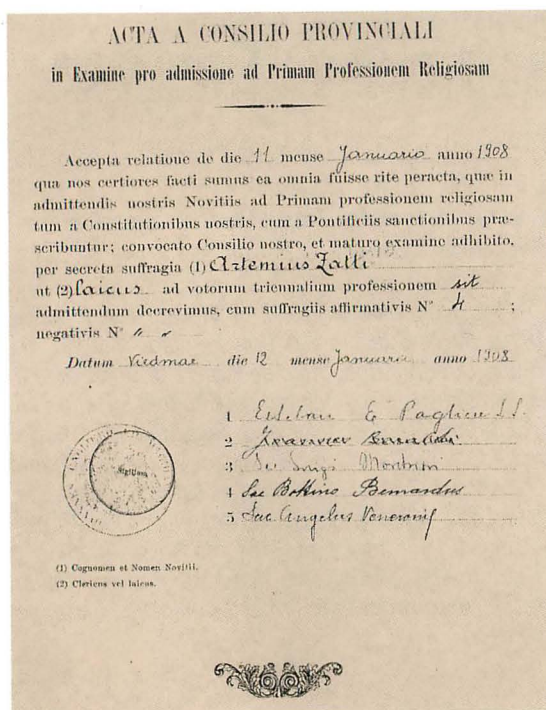 ACTA A CONSILIO PROVINCIALI
in Examine pro admissione ad Primam Professionem Religiosam
Accepta relatione de die 11 mense Januario anno 1908
qua nos certiores facti sumus ea omnia fuisse rite peracta, quæ in
admittendis nostris Novitiis ad Primam professionem religiosam
tum a Constitutionibus nostris, cum a Pontificiis sanctionibus præ-
scribuntur; convocato Consilio nostro, et maturo examine adhibito,
per secreta suffragia (1) Artemius Zatti
ut (2) laicus ad votorum triennalium professionem sit
admittendum decrevimus, cum suffragiis affirmativis N° 4 ;
negativis N° " "
Datum Viedmae die 12 mense Januario anno 1908
1 Esteban
2
3 Sac Luigi
4 Sac Bottino Bernardus
5 Sac Angelus
Sigillum
(1) Cognomen et Nomen Novitii.
(2) Clericus vel laicus.